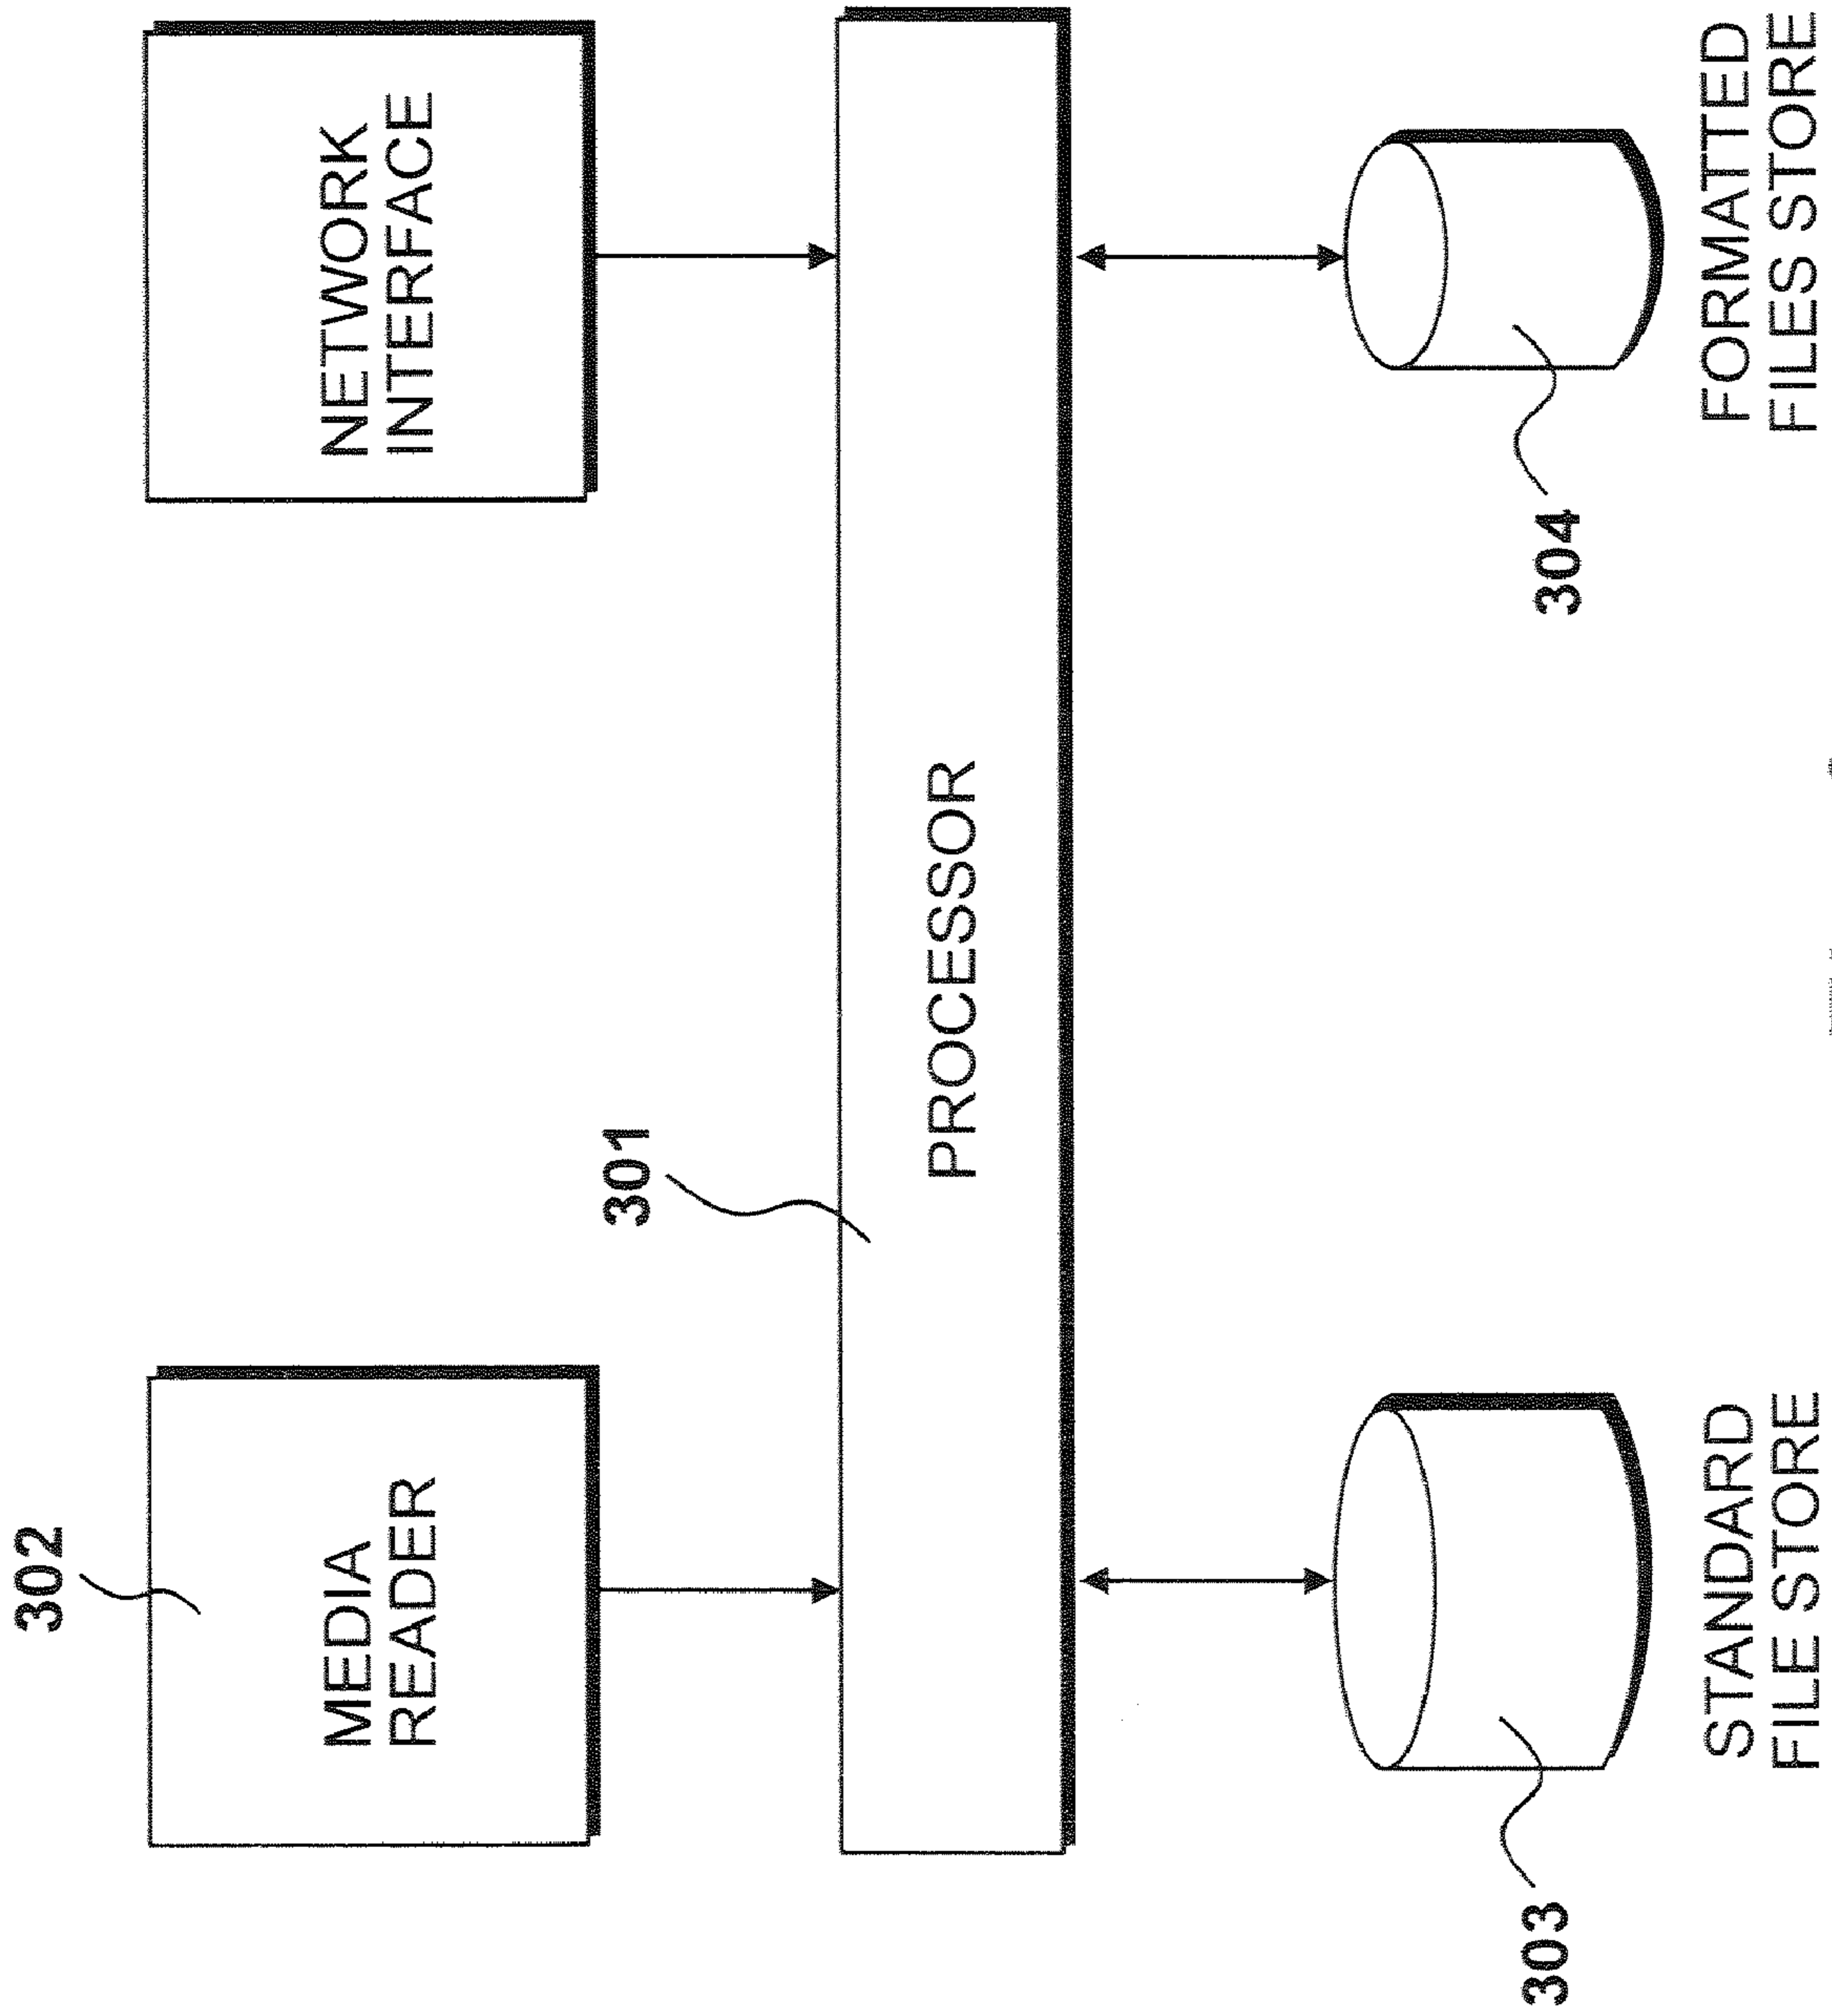 302
MEDIA
READER
NETWORK
INTERFACE
301
PROCESSOR
303
304
STANDARD
FILE STORE
FORMATTED
FILES STORE